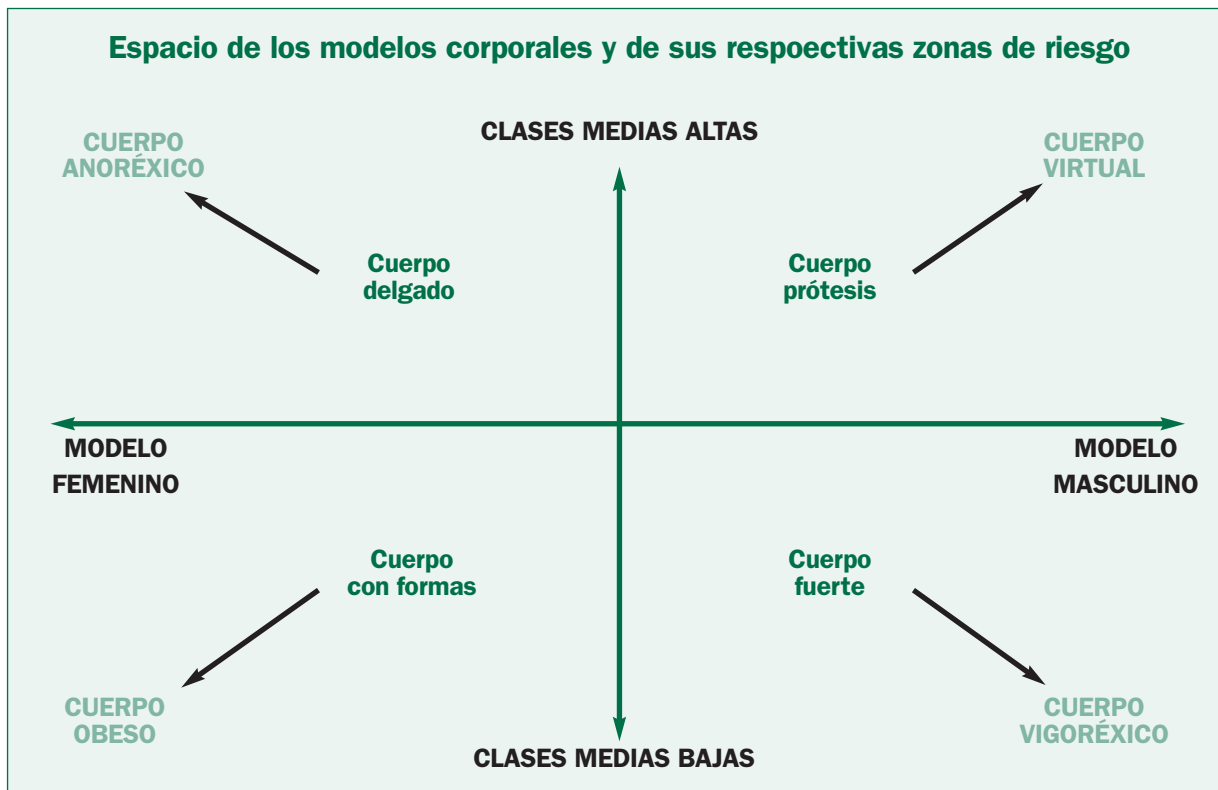 Espacio de los modelos corporales y de sus respoectivas zonas de riesgo
CLASES MEDIAS ALTAS
CUERPO
ANORÉXICO
CUERPO
VIRTUAL
Cuerpo
delgado
Cuerpo
prótesis
MODELO
FEMENINO
MODELO
MASCULINO
Cuerpo
con formas
Cuerpo
fuerte
CUERPO
OBESO
CUERPO
VIGORÉXICO
CLASES MEDIAS BAJAS